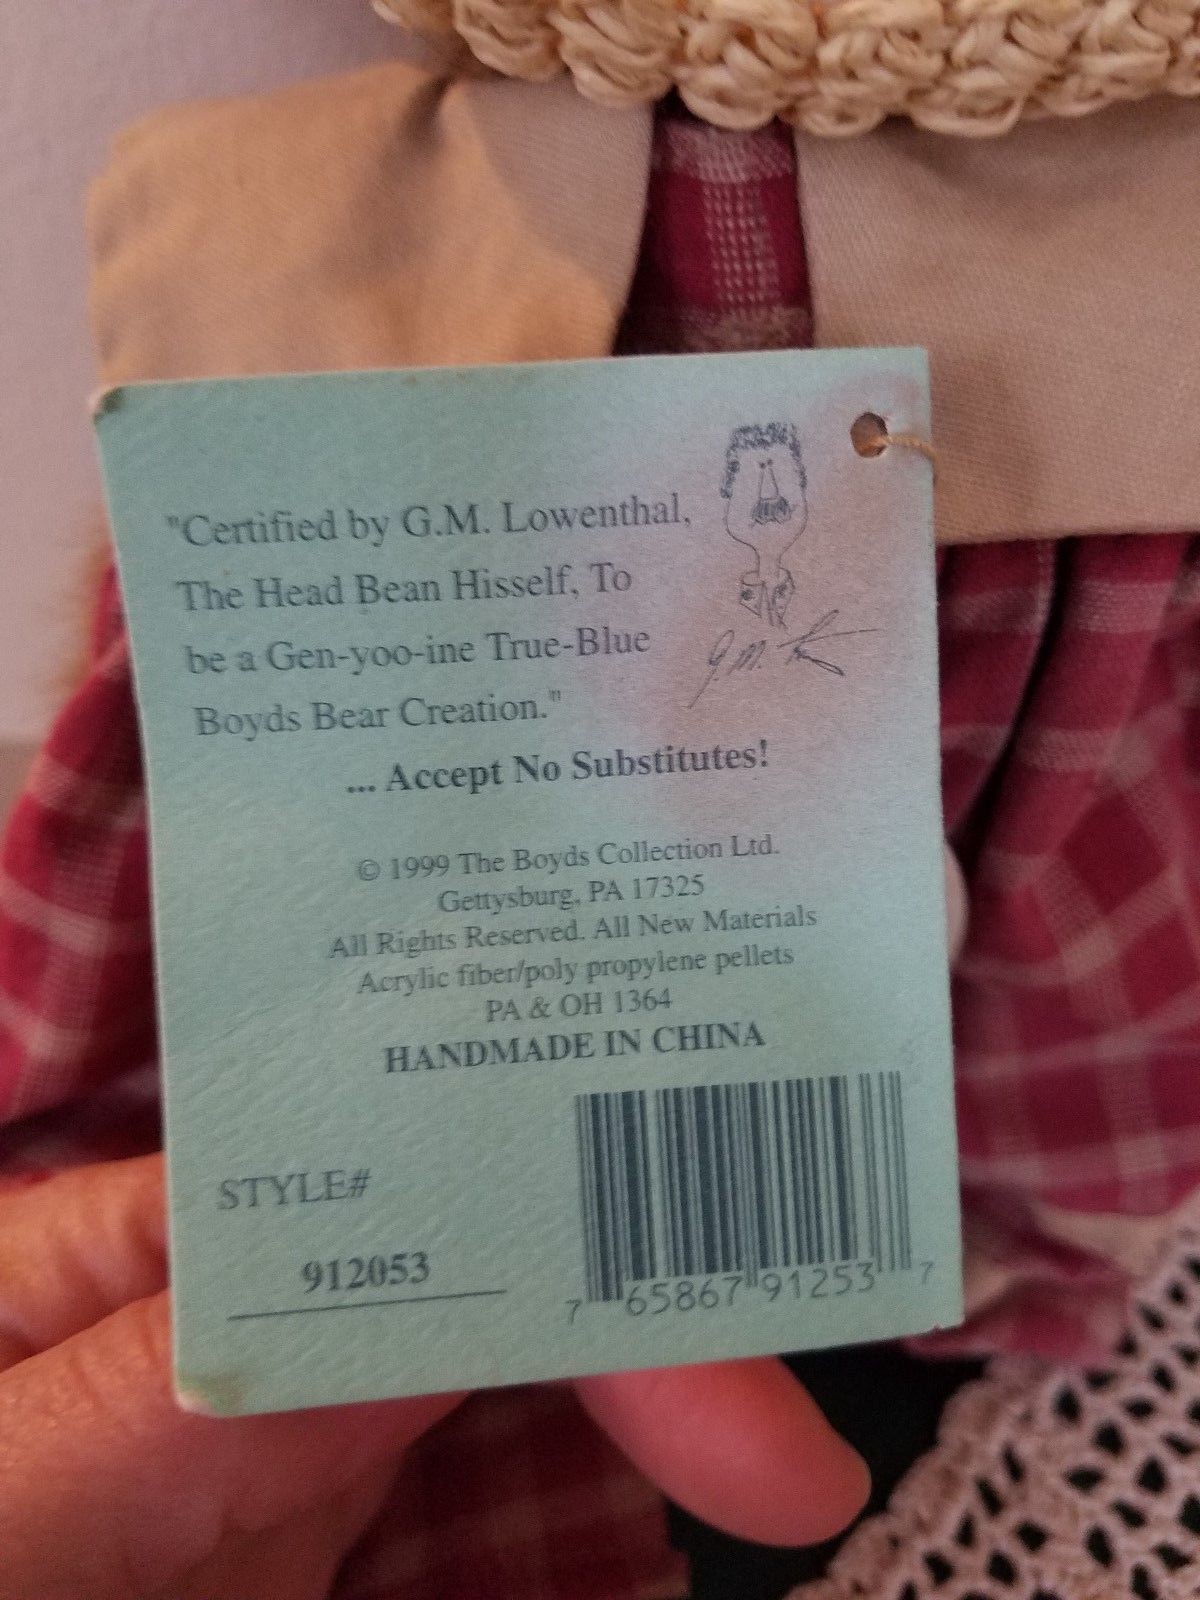 "Certified by G.M. Lowenthal,
The Head Bean Hisself, To
be a Gen-yoo-ine True-Blue
Boyds Bear Creation."
G.M.
... Accept No Substitutes!
© 1999 The Boyds Collection Ltd.
Gettysburg, PA 17325
All Rights Reserved. All New Materials
Acrylic fiber/poly propylene pellets
PA & OH 1364
HANDMADE IN CHINA
STYLE#
912053
7 65867 91253 7